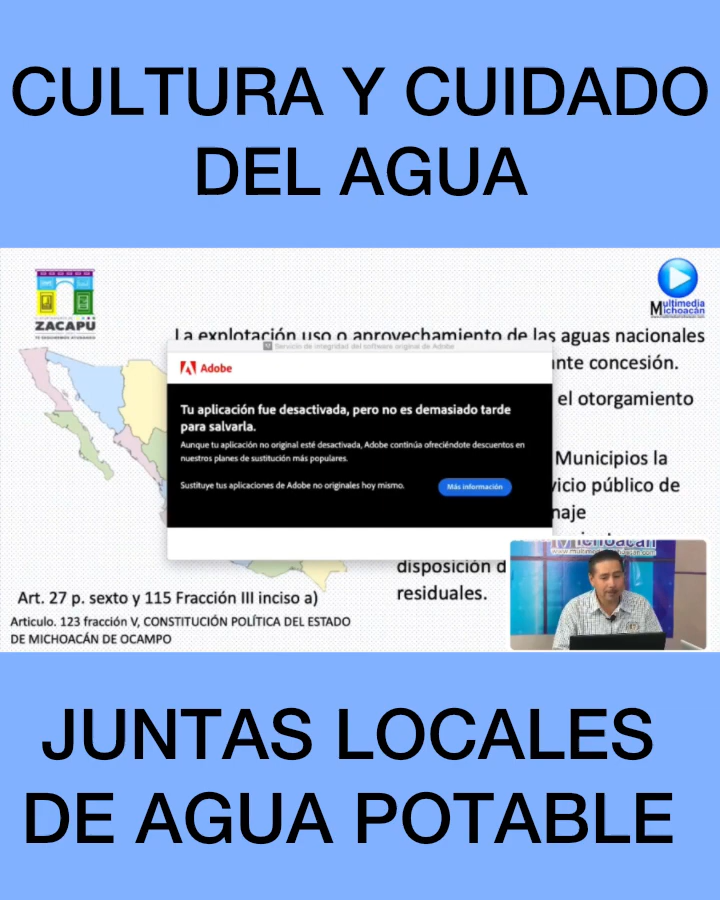 CULTURA Y CUIDADO
DEL AGUA
ZACAPU
Multimedia
Michoacán
La explotación uso o aprovechamiento de las aguas nacionales
Servicio de integridad del software original de Adobe
nte concesión.
Adobe
el otorgamiento
Tu aplicación fue desactivada, pero no es demasiado tarde
para salvarla.
Aunque tu aplicación no original esté desactivada, Adobe continúa ofreciéndote descuentos en
nuestros planes de sustitución más populares.
Municipios la
Sustituye tus aplicaciones de Adobe no originales hoy mismo.
Más información
vicio público de
naje
disposición d
residuales.
Art. 27 p. sexto y 115 Fracción III inciso a)
Articulo. 123 fracción V, CONSTITUCIÓN POLÍTICA DEL ESTADO
DE MICHOACÁN DE OCAMPO
JUNTAS LOCALES
DE AGUA POTABLE